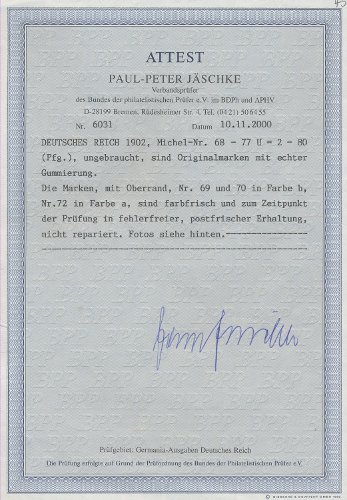 ATTEST
PAUL-PETER JÄSCHKE
Verbandsprüfer
des Bundes der philatelistischen Prüfer e.V. im BDPh und APHV
D-28199 Bremen, Rüdesheimer Str. 4, Tel. (0421) 506455
Nr. 6031 Datum 10.11.2000
DEUTSCHES REICH 1902, Michel-Nr. 68 - 77 U = 2 - 80
(Pfg.), ungebraucht, sind Originalmarken mit echter
Gummierung.
Die Marken, mit Oberrand, Nr. 69 und 70 in Farbe b,
Nr.72 in Farbe a, sind farbfrisch und zum Zeitpunkt
der Prüfung in fehlerfreier, postfrischer Erhaltung,
nicht repariert. Fotos siehe hinten.
Prüfgebiet: Germania-Ausgaben Deutsches Reich
Die Prüfung erfolgte auf Grund der Prüfordnung des Bundes der Philatelistischen Prüfer e.V.